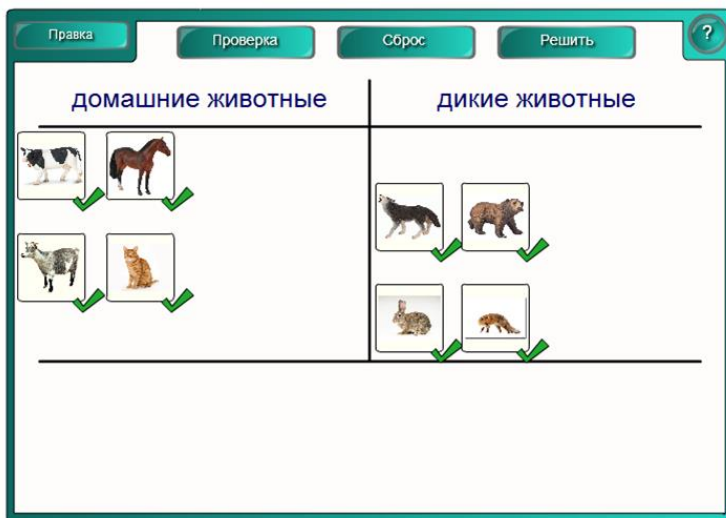 Правка
Проверка
Сброс
Решить
?
домашние животные
дикие животные